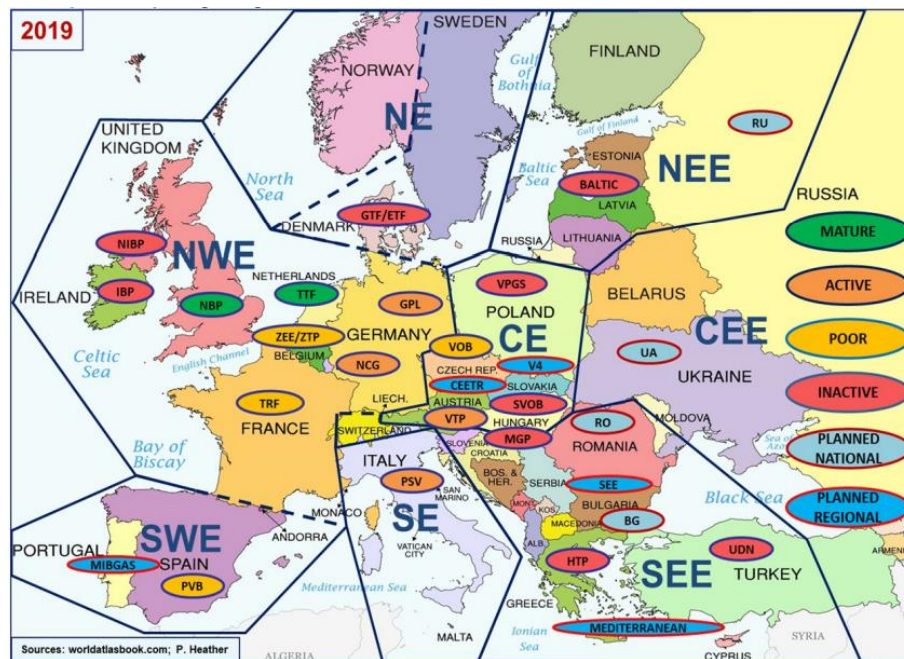 2019
SWEDEN
NORWAY
FINLAND
Gulf
of
Bothnia
NE
RU
UNITED
KINGDOM
Gulf of Finland
ESTONIA
NEE
North
Sea
Baltic
Sea
BALTIC
LATVIA
RUSSIA
DENMARK
GTF/ETF
LITHUANIA
MATURE
NIBP
NWE
RUSSIA
NETHERLANDS
IRELAND
IBP
NBP
TTF
GPL
VPGS
POLAND
BELARUS
ACTIVE
CE
CEE
ZEE/ZTP
GERMANY
VOB
POOR
English Channel
BELGIUM
NCG
CZECH REP.
V4
UA
UKRAINE
Celtic
Sea
CEETR
SLOVAKIA
INACTIVE
TRF
LIECH.
AUSTRIA
SVOB
FRANCE
VTP
HUNGARY
RO
MOLDOVA
Bay of
Biscay
SWITZERLAND
MGP
ROMANIA
Sea of
Azov
PLANNED
NATIONAL
ITALY
SLOVENIA
CROATIA
BOS. &
HER.
SERBIA
SEE
PSV
SAN
MARINO
Black Sea
PLANNED
REGIONAL
MONACO
SE
MONT.
KOS.
BULGARIA
PORTUGAL
SWE
ANDORRA
VATICAN
CITY
MACEDONIA
BG
ALB.
UDN
ARMENIA
MIBGAS
SPAIN
HTP
SEE
TURKEY
PVB
Mediterranean Sea
GREECE
MEDITERRANEAN
Ionian
Sea
SYRIA
MALTA
CYPRUS
Sources: worldatlasbook.com; P. Heather
ALGERIA